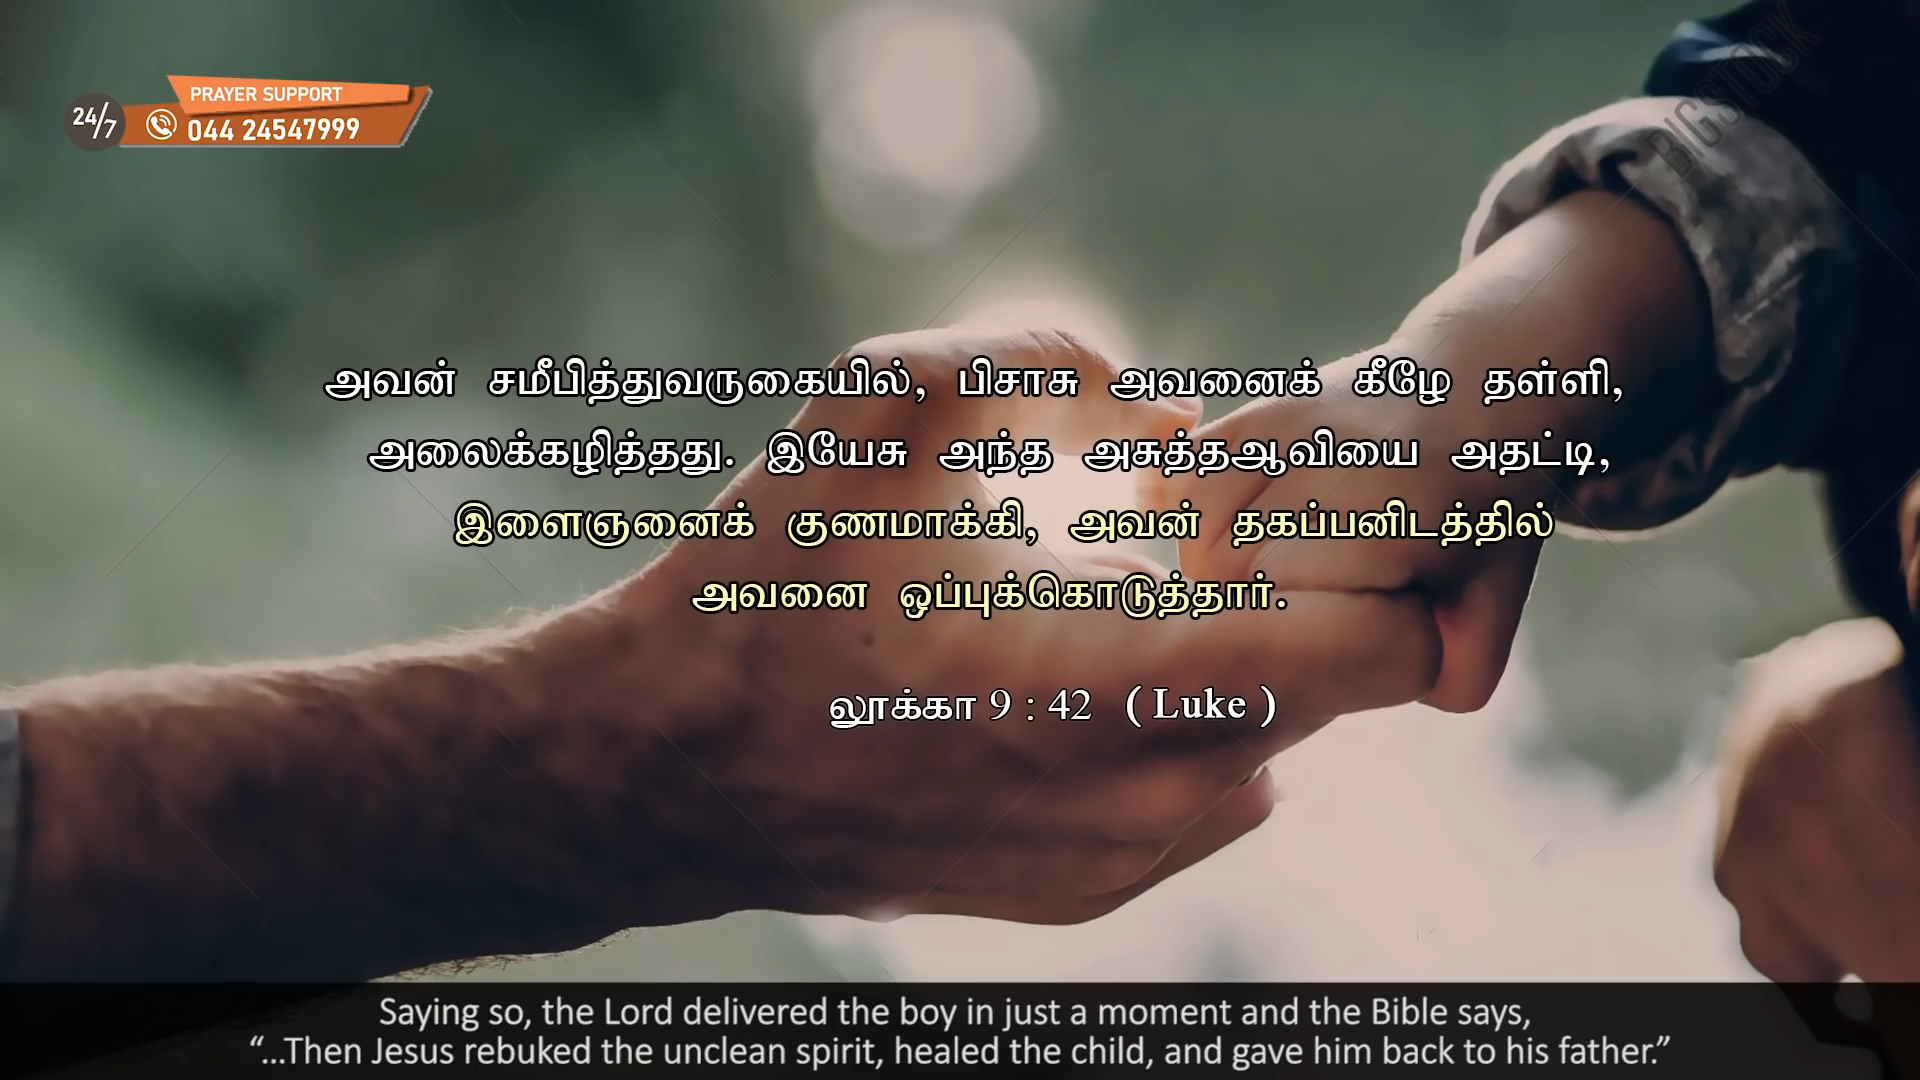 PRAYER SUPPORT
24/7
044 24547999
BIGSTOCK
அவன் சமீபித்துவருகையில், பிசாசு அவனைக் கீழே தள்ளி,
அலைக்கழித்தது. இயேசு அந்த அசுத்தஆவியை அதட்டி,
இளைஞனைக் குணமாக்கி, அவன் தகப்பனிடத்தில்
அவனை ஒப்புக்கொடுத்தார்.
லூக்கா 9 : 42 ( Luke )
Saying so, the Lord delivered the boy in just a moment and the Bible says,
“...Then Jesus rebuked the unclean spirit, healed the child, and gave him back to his father.”